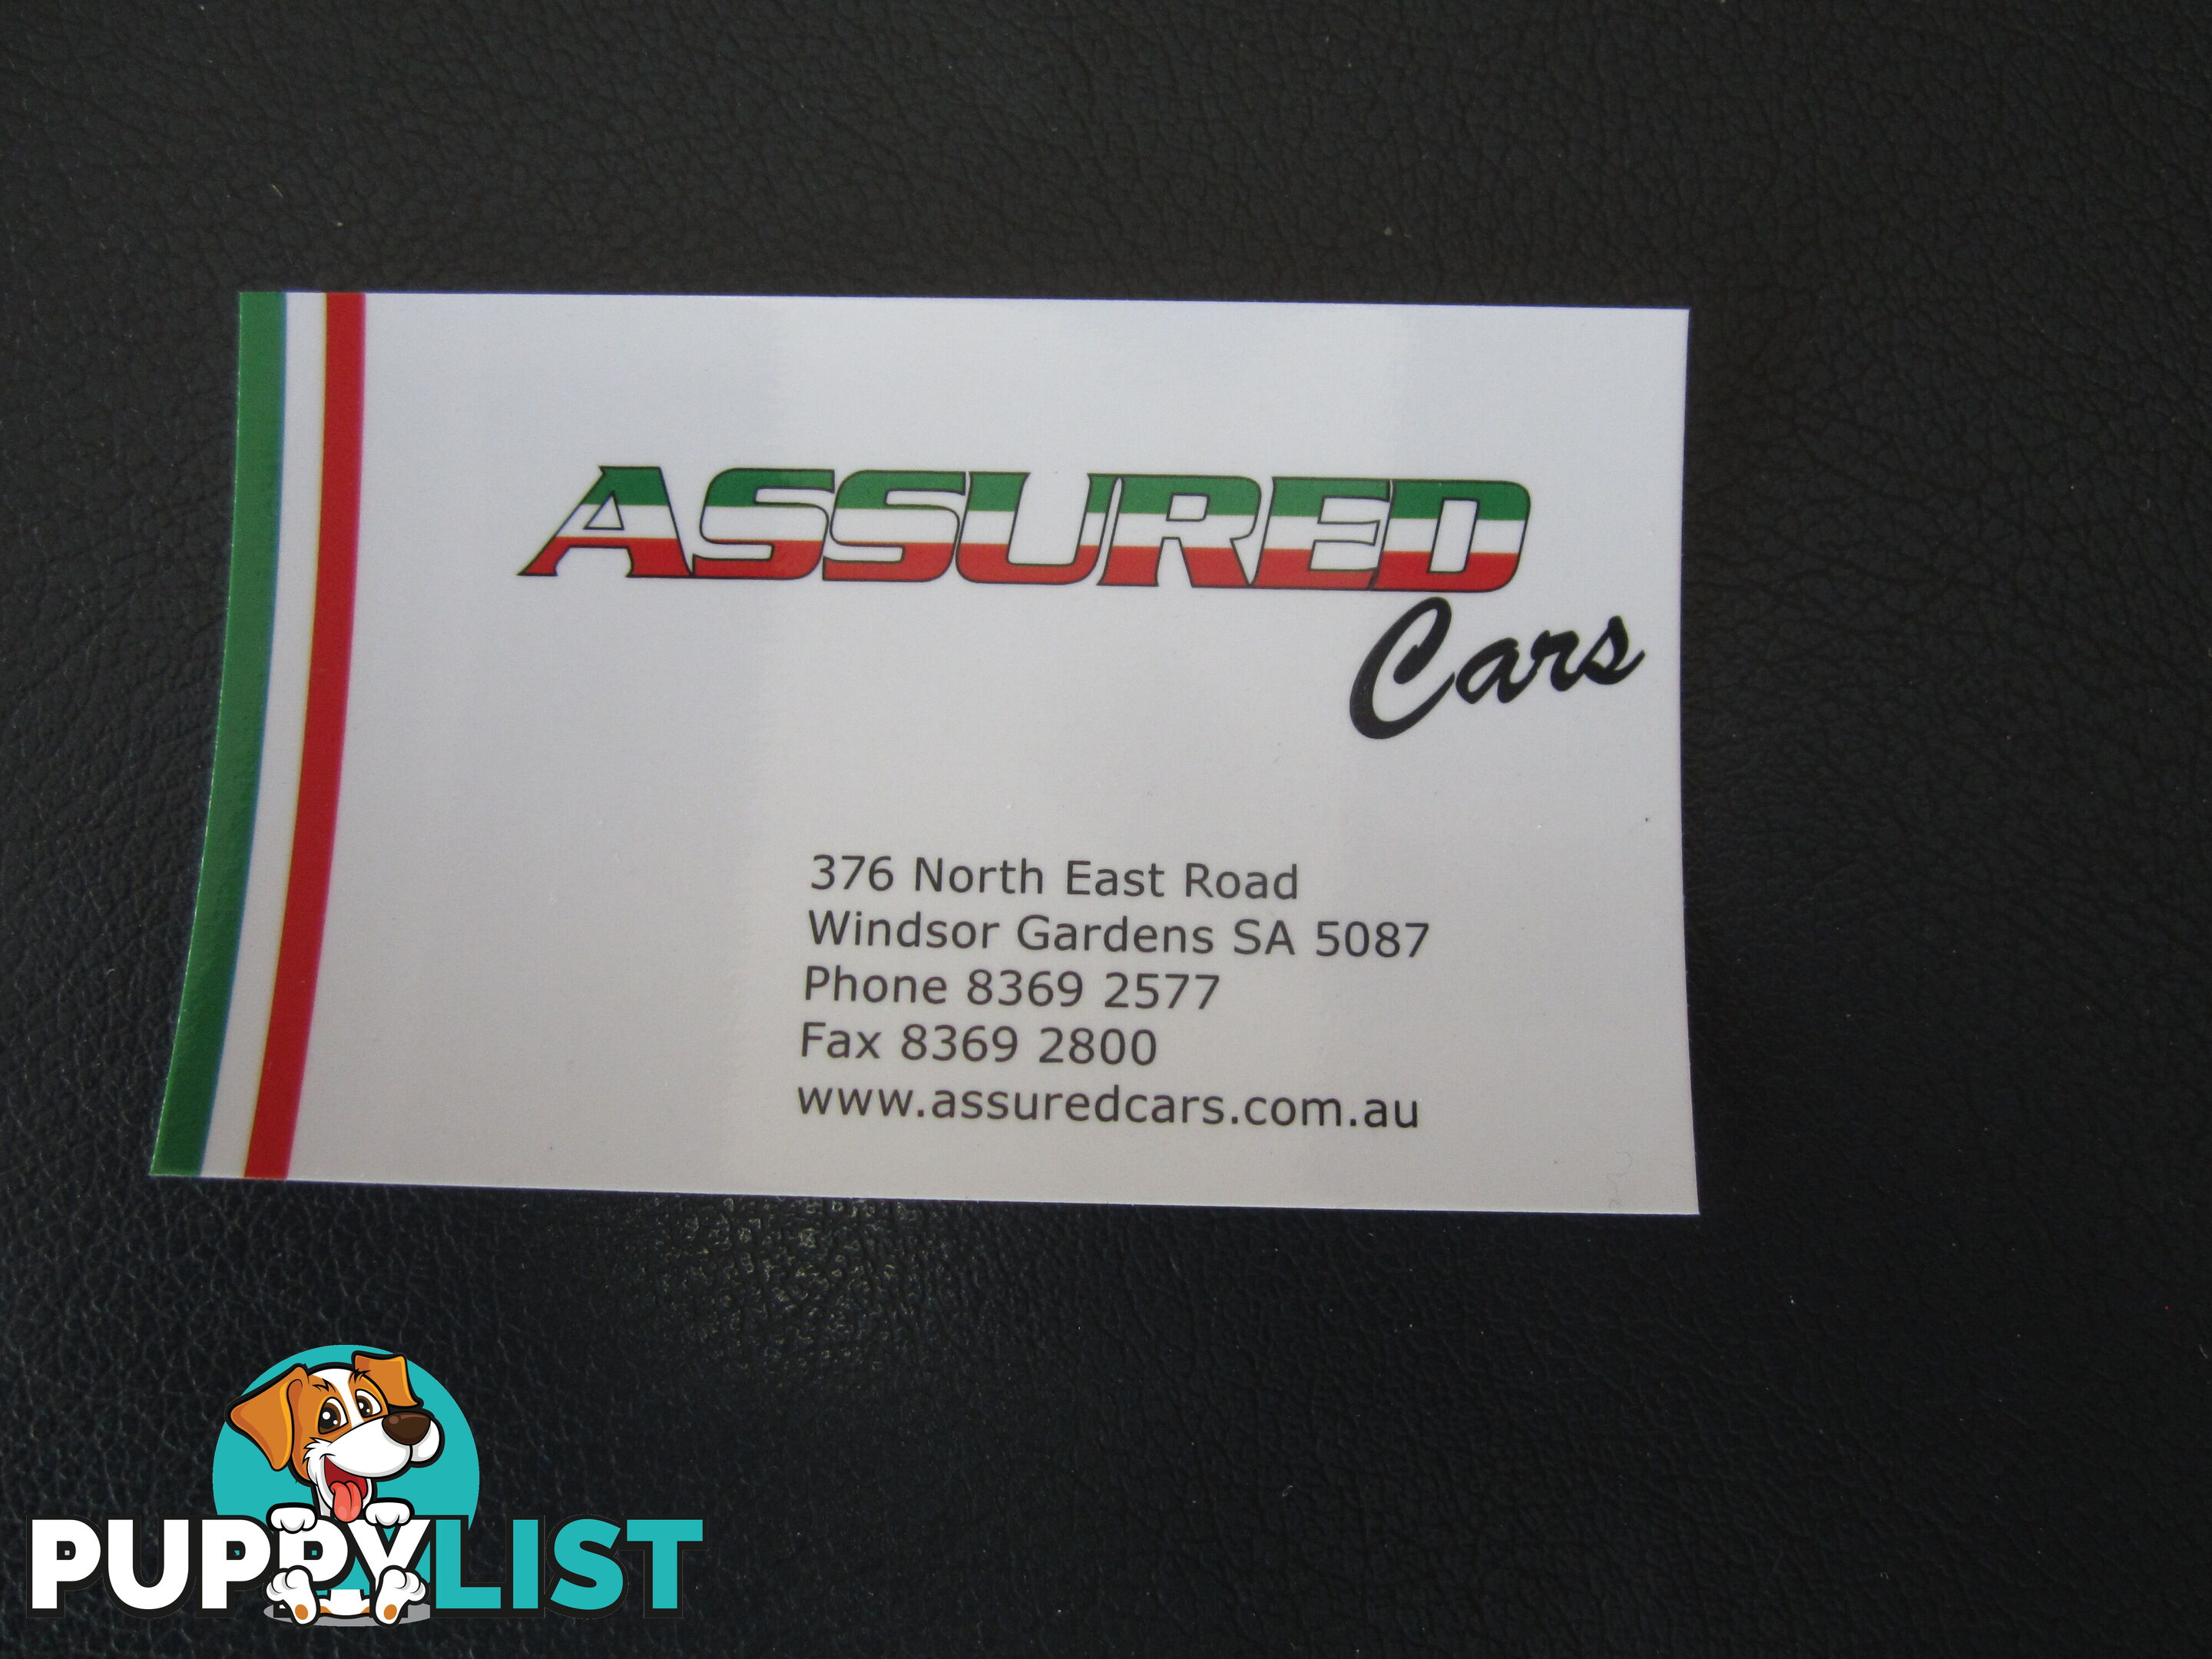 ASSURED
Cars
376 North East Road
Windsor Gardens SA 5087
Phone 8369 2577
Fax 8369 2800
www.assuredcars.com.au
PUPPYLIST